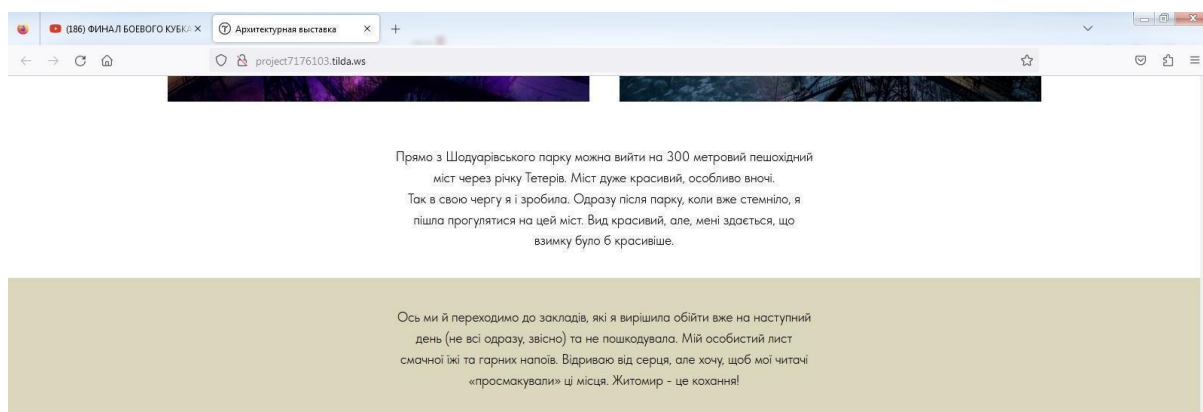 (186) ФИНАЛ БОЕВОГО КУБКА
Архитектурная выставка
project7176103.tilda.ws
Прямо з Шодуарівського парку можна вийти на 300 метровий пешохідний
міст через річку Тетерів. Міст дуже красивий, особливо вночі.
Так в свою чергу я і зробила. Одразу після парку, коли вже стемніло, я
пішла прогулятися на цей міст. Вид красивий, але, мені здається, що
взимку було б красивіше.
Ось ми й переходимо до закладів, які я вирішила обійти вже на наступний
день (не всі одразу, звісно) та не пошкодувала. Мій особистий лист
смачної їжі та гарних напоїв. Відриваю від серця, але хочу, щоб мої читачі
«просмакували» ці місця. Житомир - це кохання!